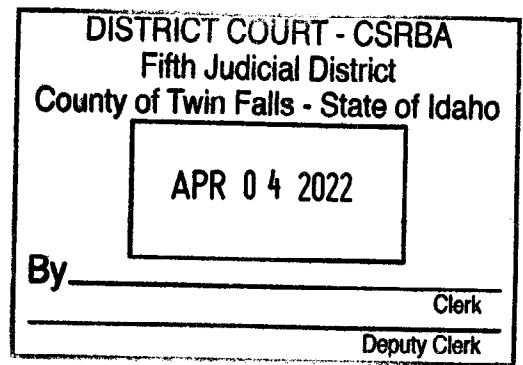 DISTRICT COURT - CSRBA
Fifth Judicial District
County of Twin Falls - State of Idaho
APR 04 2022
By
Clerk
Deputy Clerk